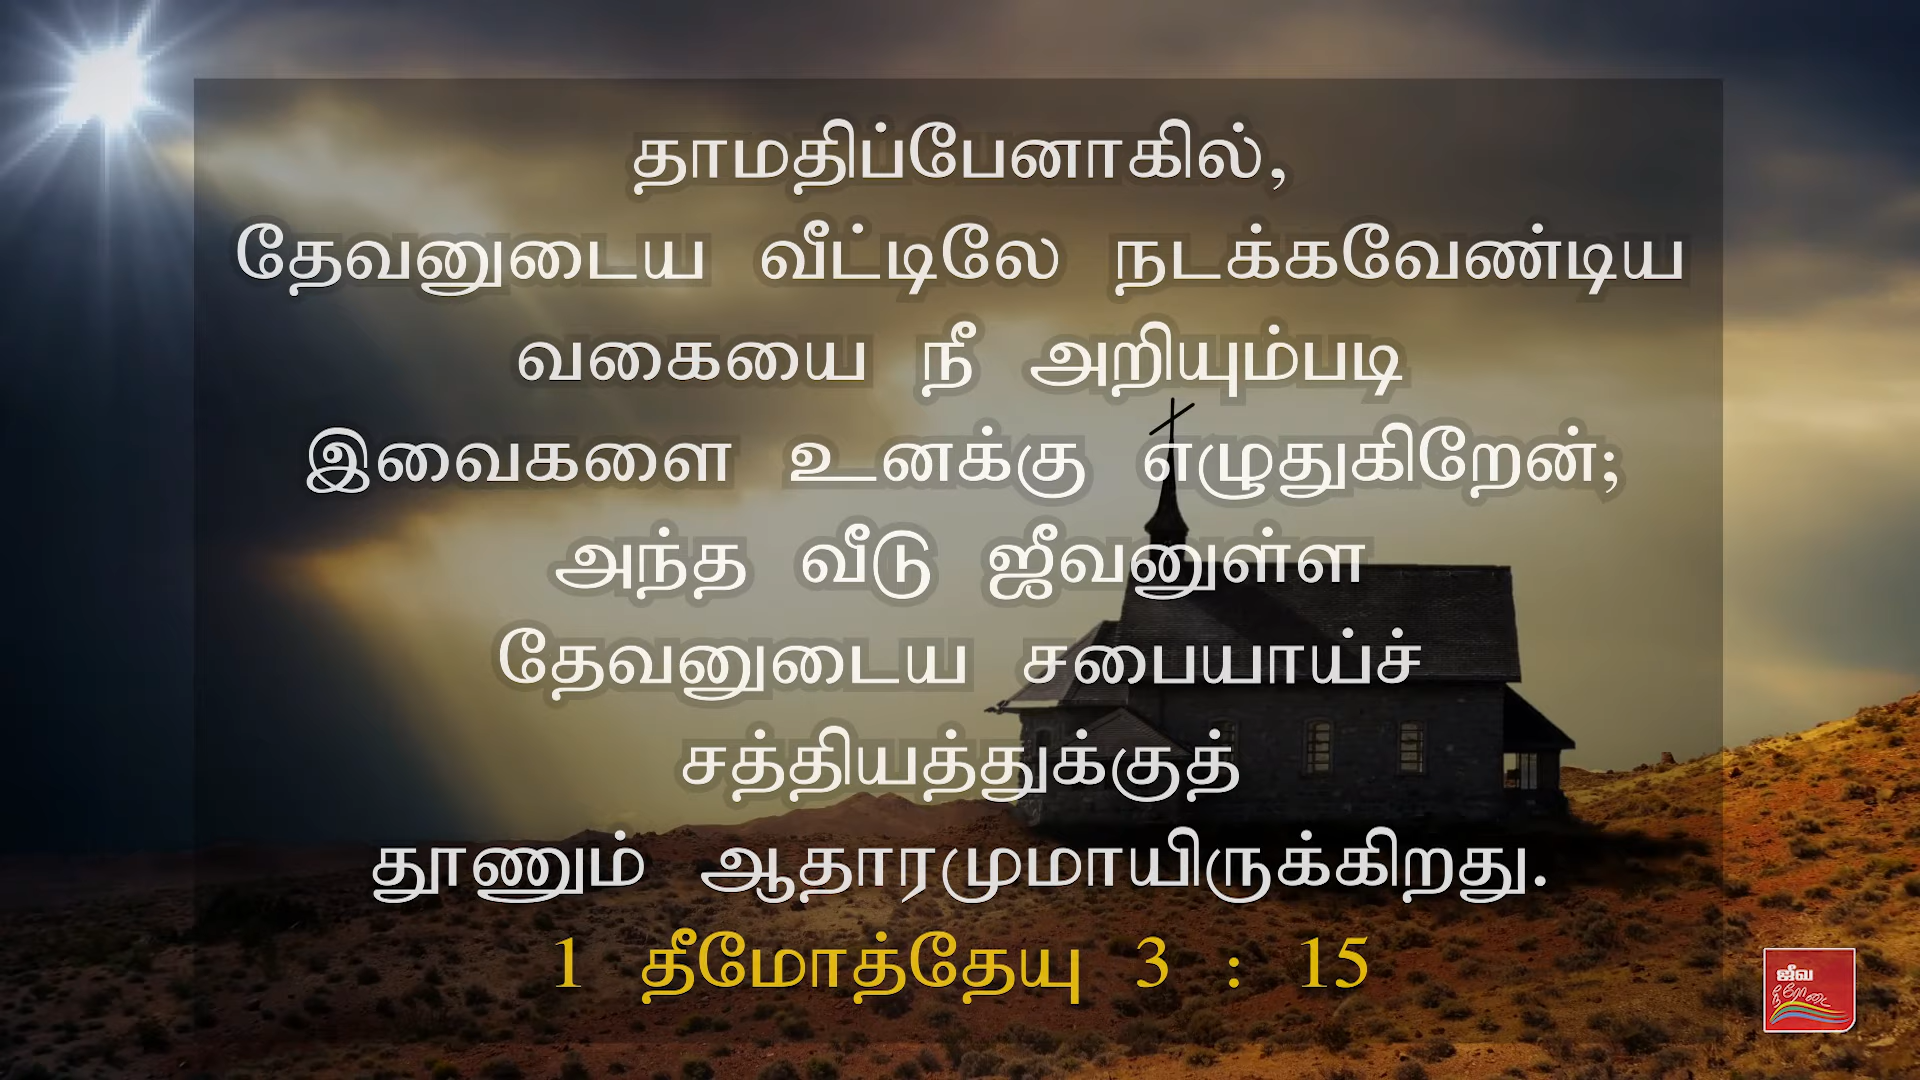 தாமதிப்பேனாகில்,
தேவனுடைய வீட்டிலே நடக்கவேண்டிய
வகையை நீ அறியும்படி
இவைகளை உனக்கு எழுதுகிறேன்;
அந்த வீடு ஜீவனுள்ள
தேவனுடைய சபையாய்ச்
சத்தியத்துக்குத்
தூணும் ஆதாரமுமாயிருக்கிறது.
1 தீமோத்தேயு 3 : 15
ஜீவ
நீரோடை